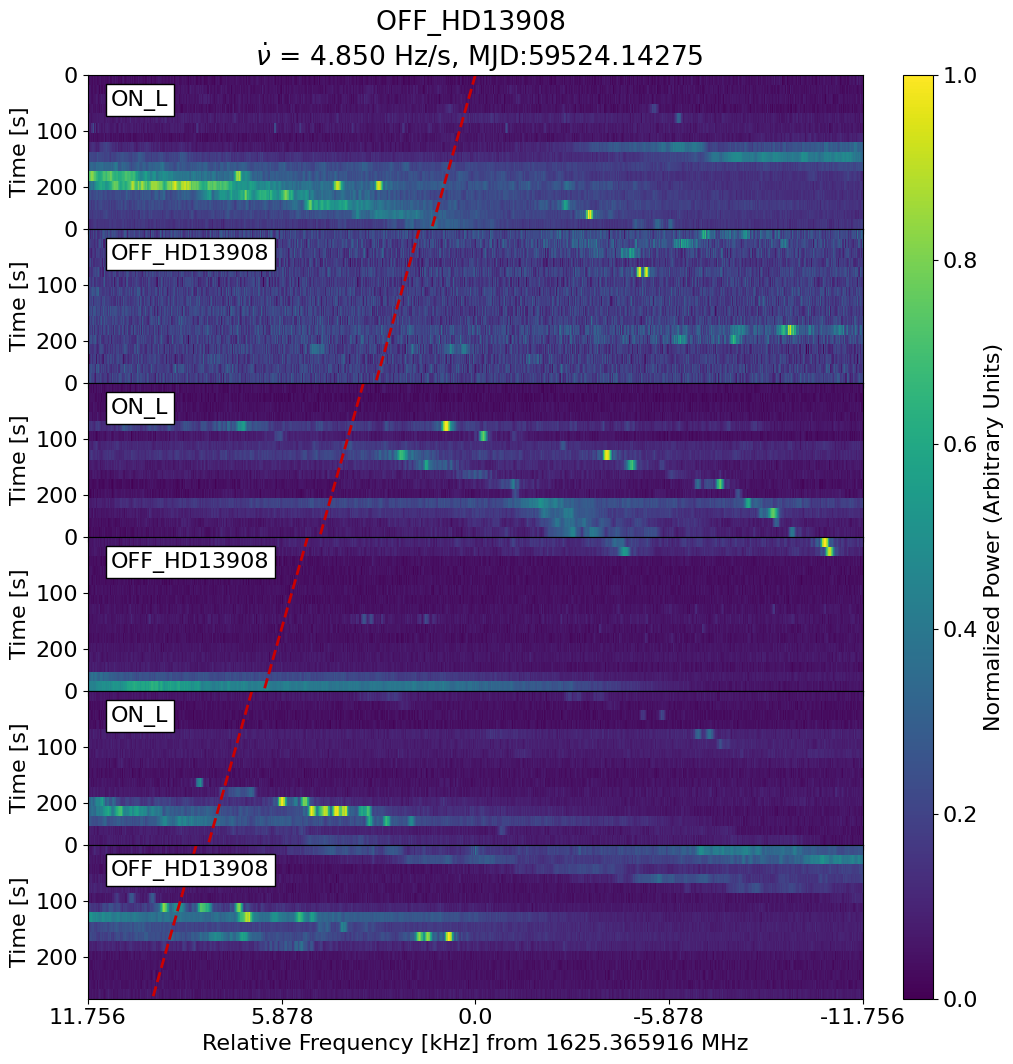 OFF_HD13908
ν̇ = 4.850 Hz/s, MJD:59524.14275
0
100
200
Time [s]
ON_L
0
100
200
Time [s]
OFF_HD13908
0
100
200
Time [s]
ON_L
0
100
200
Time [s]
OFF_HD13908
0
100
200
Time [s]
ON_L
0
100
200
Time [s]
OFF_HD13908
11.756 5.878 0.0 -5.878 -11.756
Relative Frequency [kHz] from 1625.365916 MHz
1.0
0.8
0.6
0.4
0.2
0.0
Normalized Power (Arbitrary Units)